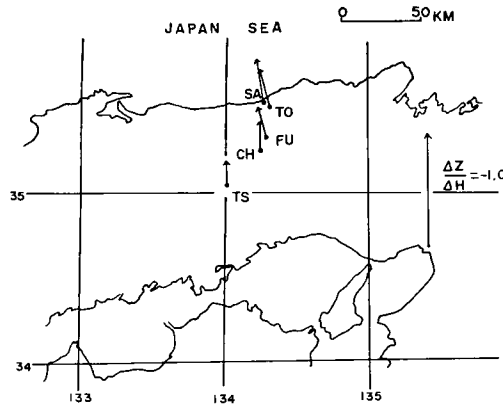 JAPAN SEA
0 50 KM
SA
TO
FU
CH
TS
35
ΔZ
ΔH =-1.0
34
133 134 135